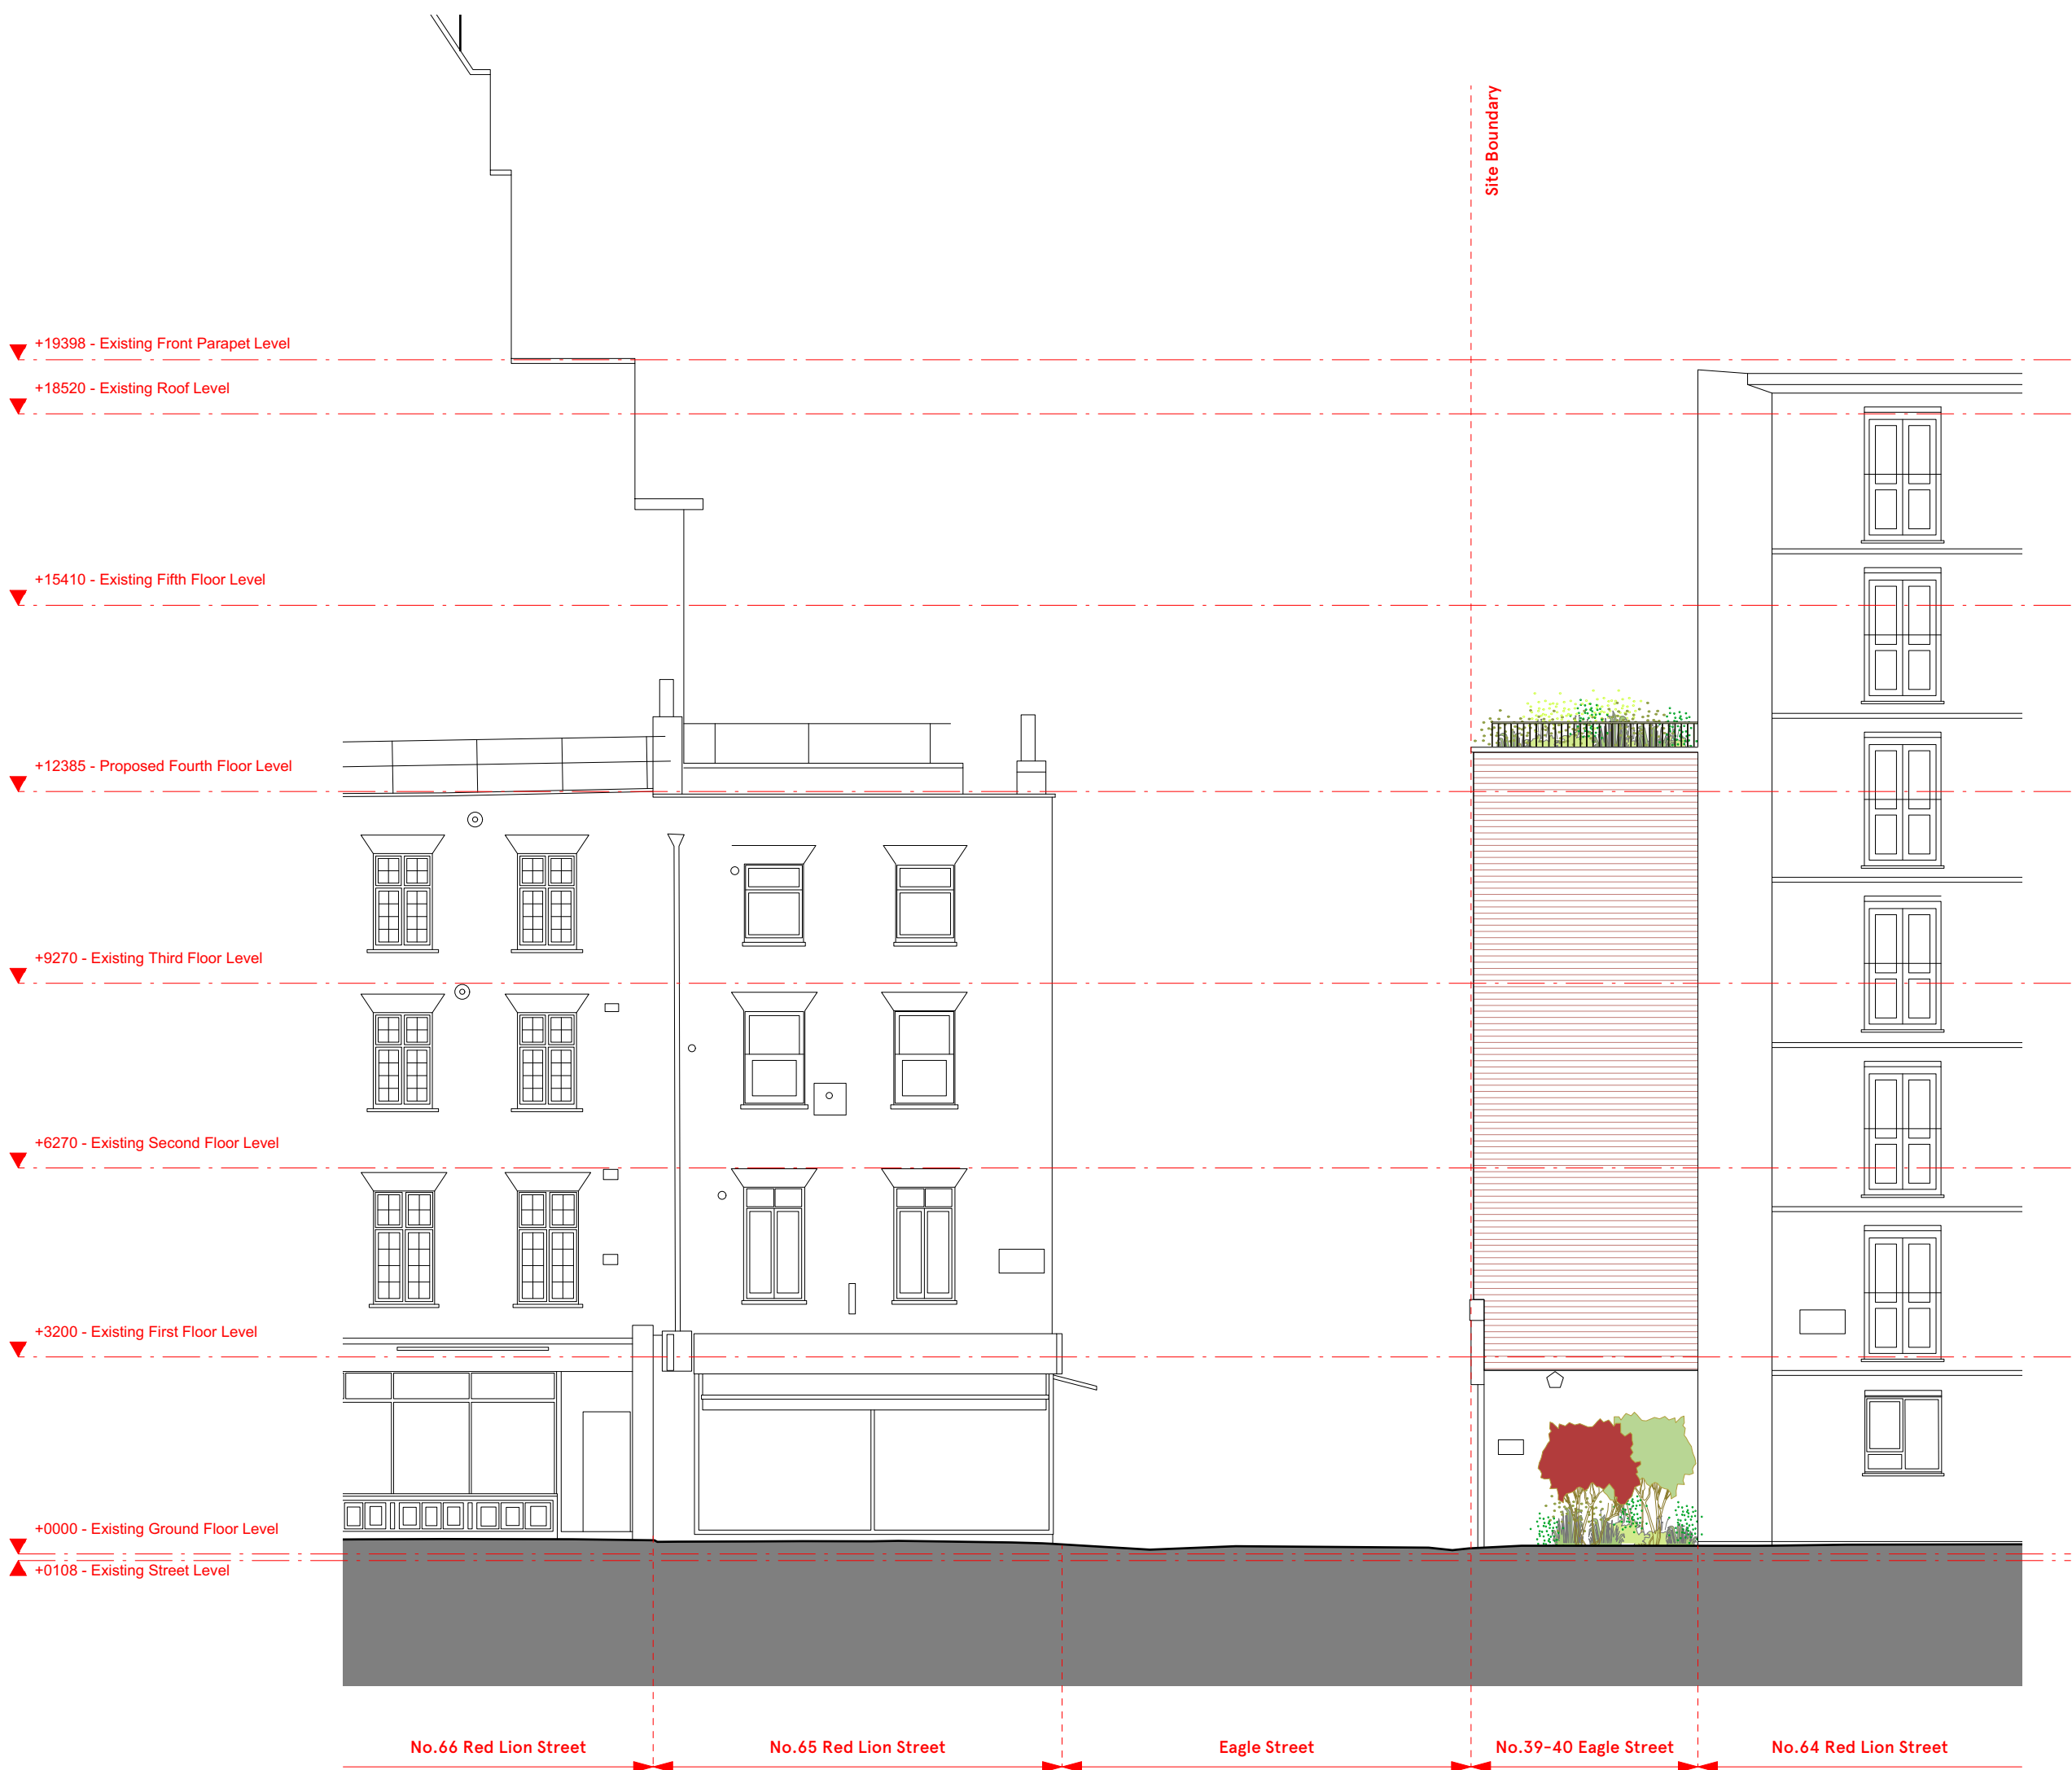 Site Boundary
+19398 - Existing Front Parapet Level
+18520 - Existing Roof Level
+15410 - Existing Fifth Floor Level
+12385 - Proposed Fourth Floor Level
+9270 - Existing Third Floor Level
+6270 - Existing Second Floor Level
+3200 - Existing First Floor Level
+0000 - Existing Ground Floor Level
+0108 - Existing Street Level
No.66 Red Lion Street
No.65 Red Lion Street
Eagle Street
No.39-40 Eagle Street
No.64 Red Lion Street